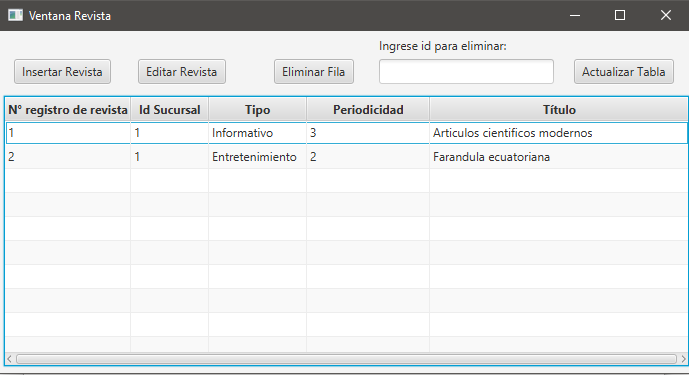 Ventana Revista
Ingrese id para eliminar:
Insertar Revista Editar Revista Eliminar Fila Actualizar Tabla
N° registro de revista Id Sucursal Tipo Periodicidad Título
1 1 Informativo 3 Articulos cientificos modernos
2 1 Entretenimiento 2 Farandula ecuatoriana